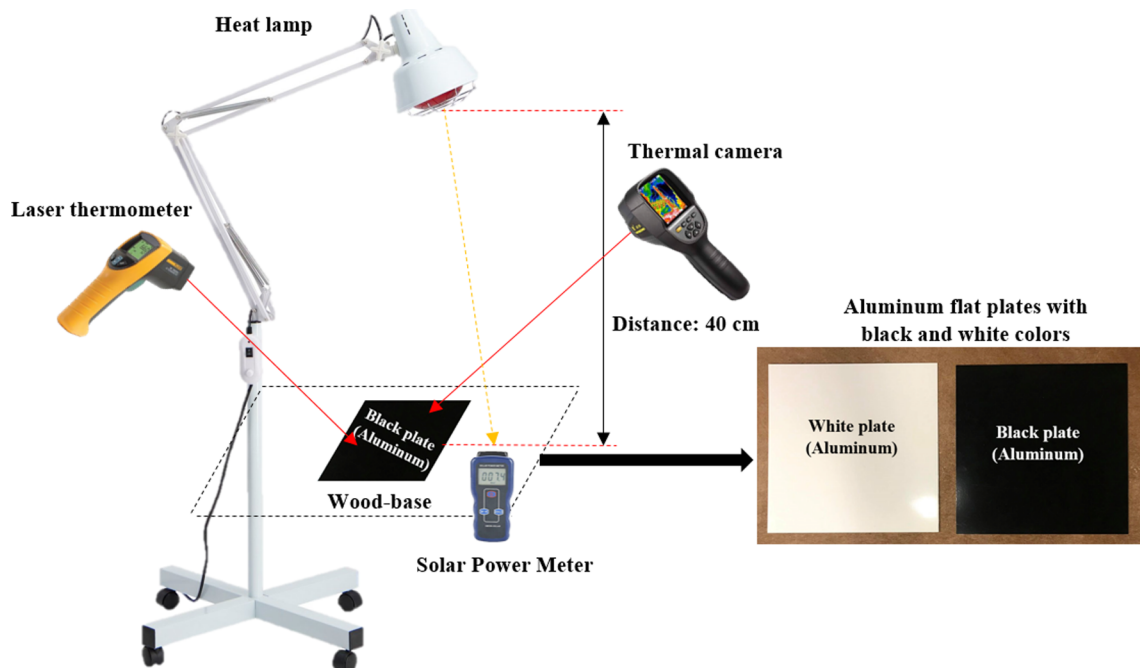 Heat lamp
Thermal camera
Laser thermometer
Distance: 40 cm
Aluminum flat plates with
black and white colors
White plate
(Aluminum)
Black plate
(Aluminum)
Black plate
(Aluminum)
Wood-base
Solar Power Meter